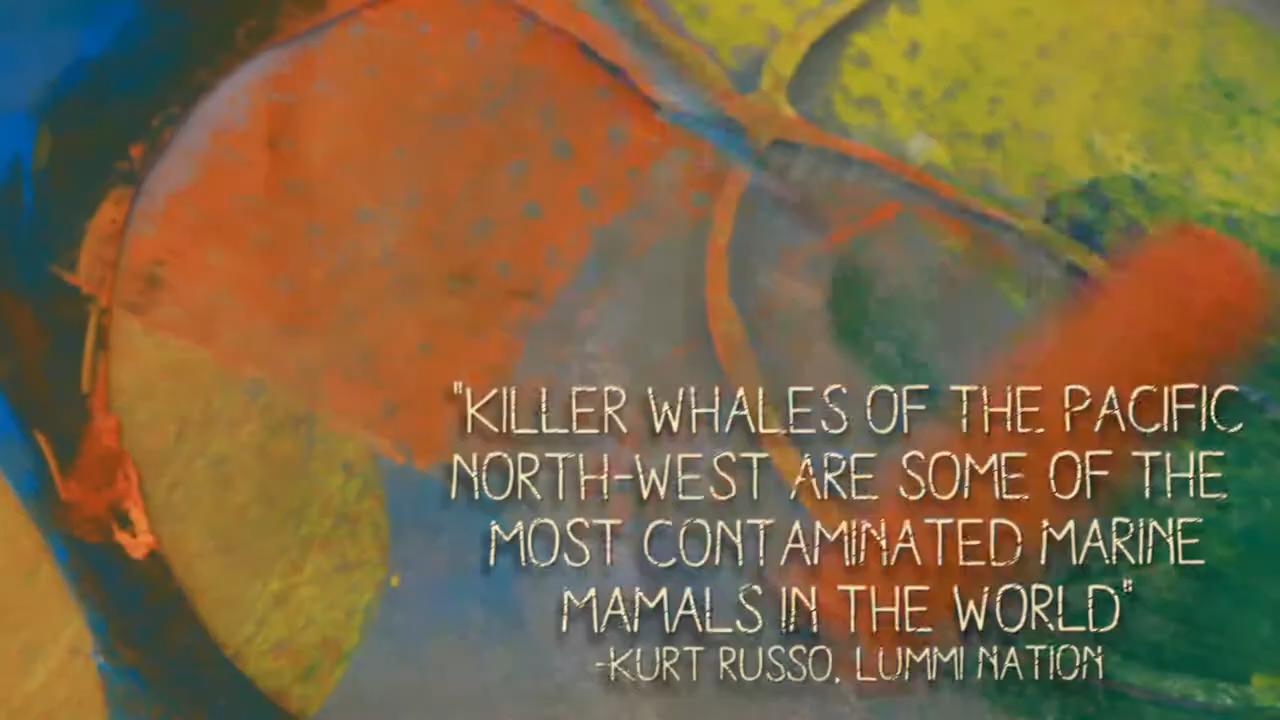 "KILLER WHALES OF THE PACIFIC
NORTH-WEST ARE SOME OF THE
MOST CONTAMINATED MARINE
MAMALS IN THE WORLD"
-KURT RUSSO, LUMMI NATION